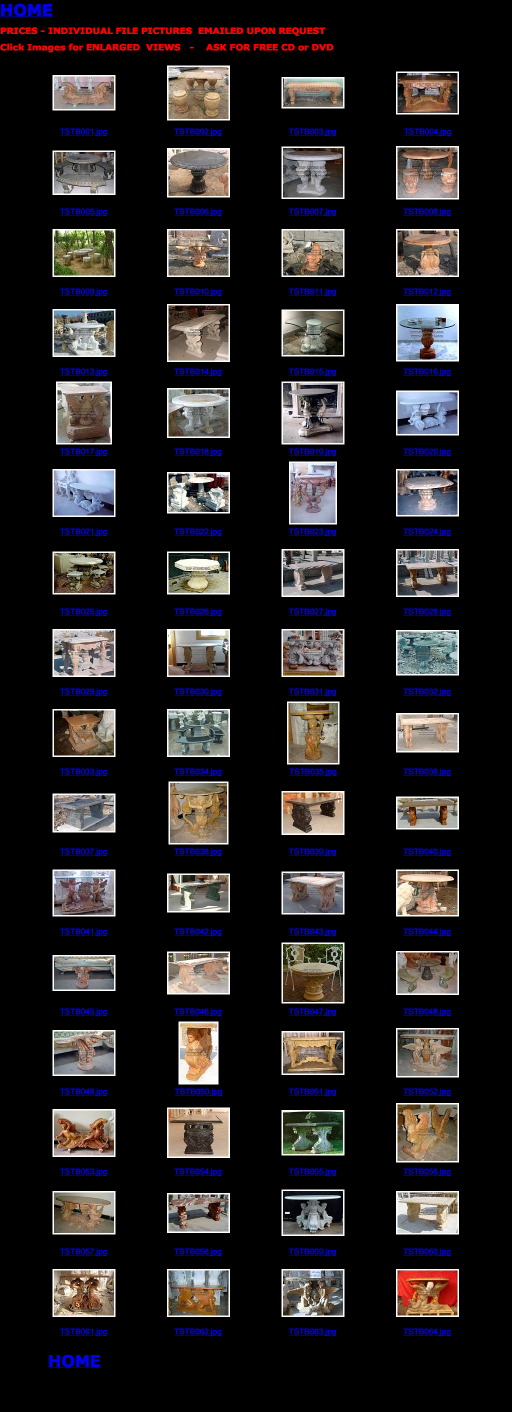 HOME
PRICES - INDIVIDUAL FILE PICTURES EMAILED UPON REQUEST
Click Images for ENLARGED VIEWS - ASK FOR FREE CD or DVD
TSTB001.jpg TSTB002.jpg TSTB003.jpg TSTB004.jpg
TSTB005.jpg TSTB006.jpg TSTB007.jpg TSTB008.jpg
TSTB009.jpg TSTB010.jpg TSTB011.jpg TSTB012.jpg
TSTB013.jpg TSTB014.jpg TSTB015.jpg TSTB016.jpg
TSTB017.jpg TSTB018.jpg TSTB019.jpg TSTB020.jpg
TSTB021.jpg TSTB022.jpg TSTB023.jpg TSTB024.jpg
TSTB025.jpg TSTB026.jpg TSTB027.jpg TSTB028.jpg
TSTB029.jpg TSTB030.jpg TSTB031.jpg TSTB032.jpg
TSTB033.jpg TSTB034.jpg TSTB035.jpg TSTB036.jpg
TSTB037.jpg TSTB038.jpg TSTB039.jpg TSTB040.jpg
TSTB041.jpg TSTB042.jpg TSTB043.jpg TSTB044.jpg
TSTB045.jpg TSTB046.jpg TSTB047.jpg TSTB048.jpg
TSTB049.jpg TSTB050.jpg TSTB051.jpg TSTB052.jpg
TSTB053.jpg TSTB054.jpg TSTB055.jpg TSTB056.jpg
TSTB057.jpg TSTB058.jpg TSTB059.jpg TSTB060.jpg
TSTB061.jpg TSTB062.jpg TSTB063.jpg TSTB064.jpg
HOME